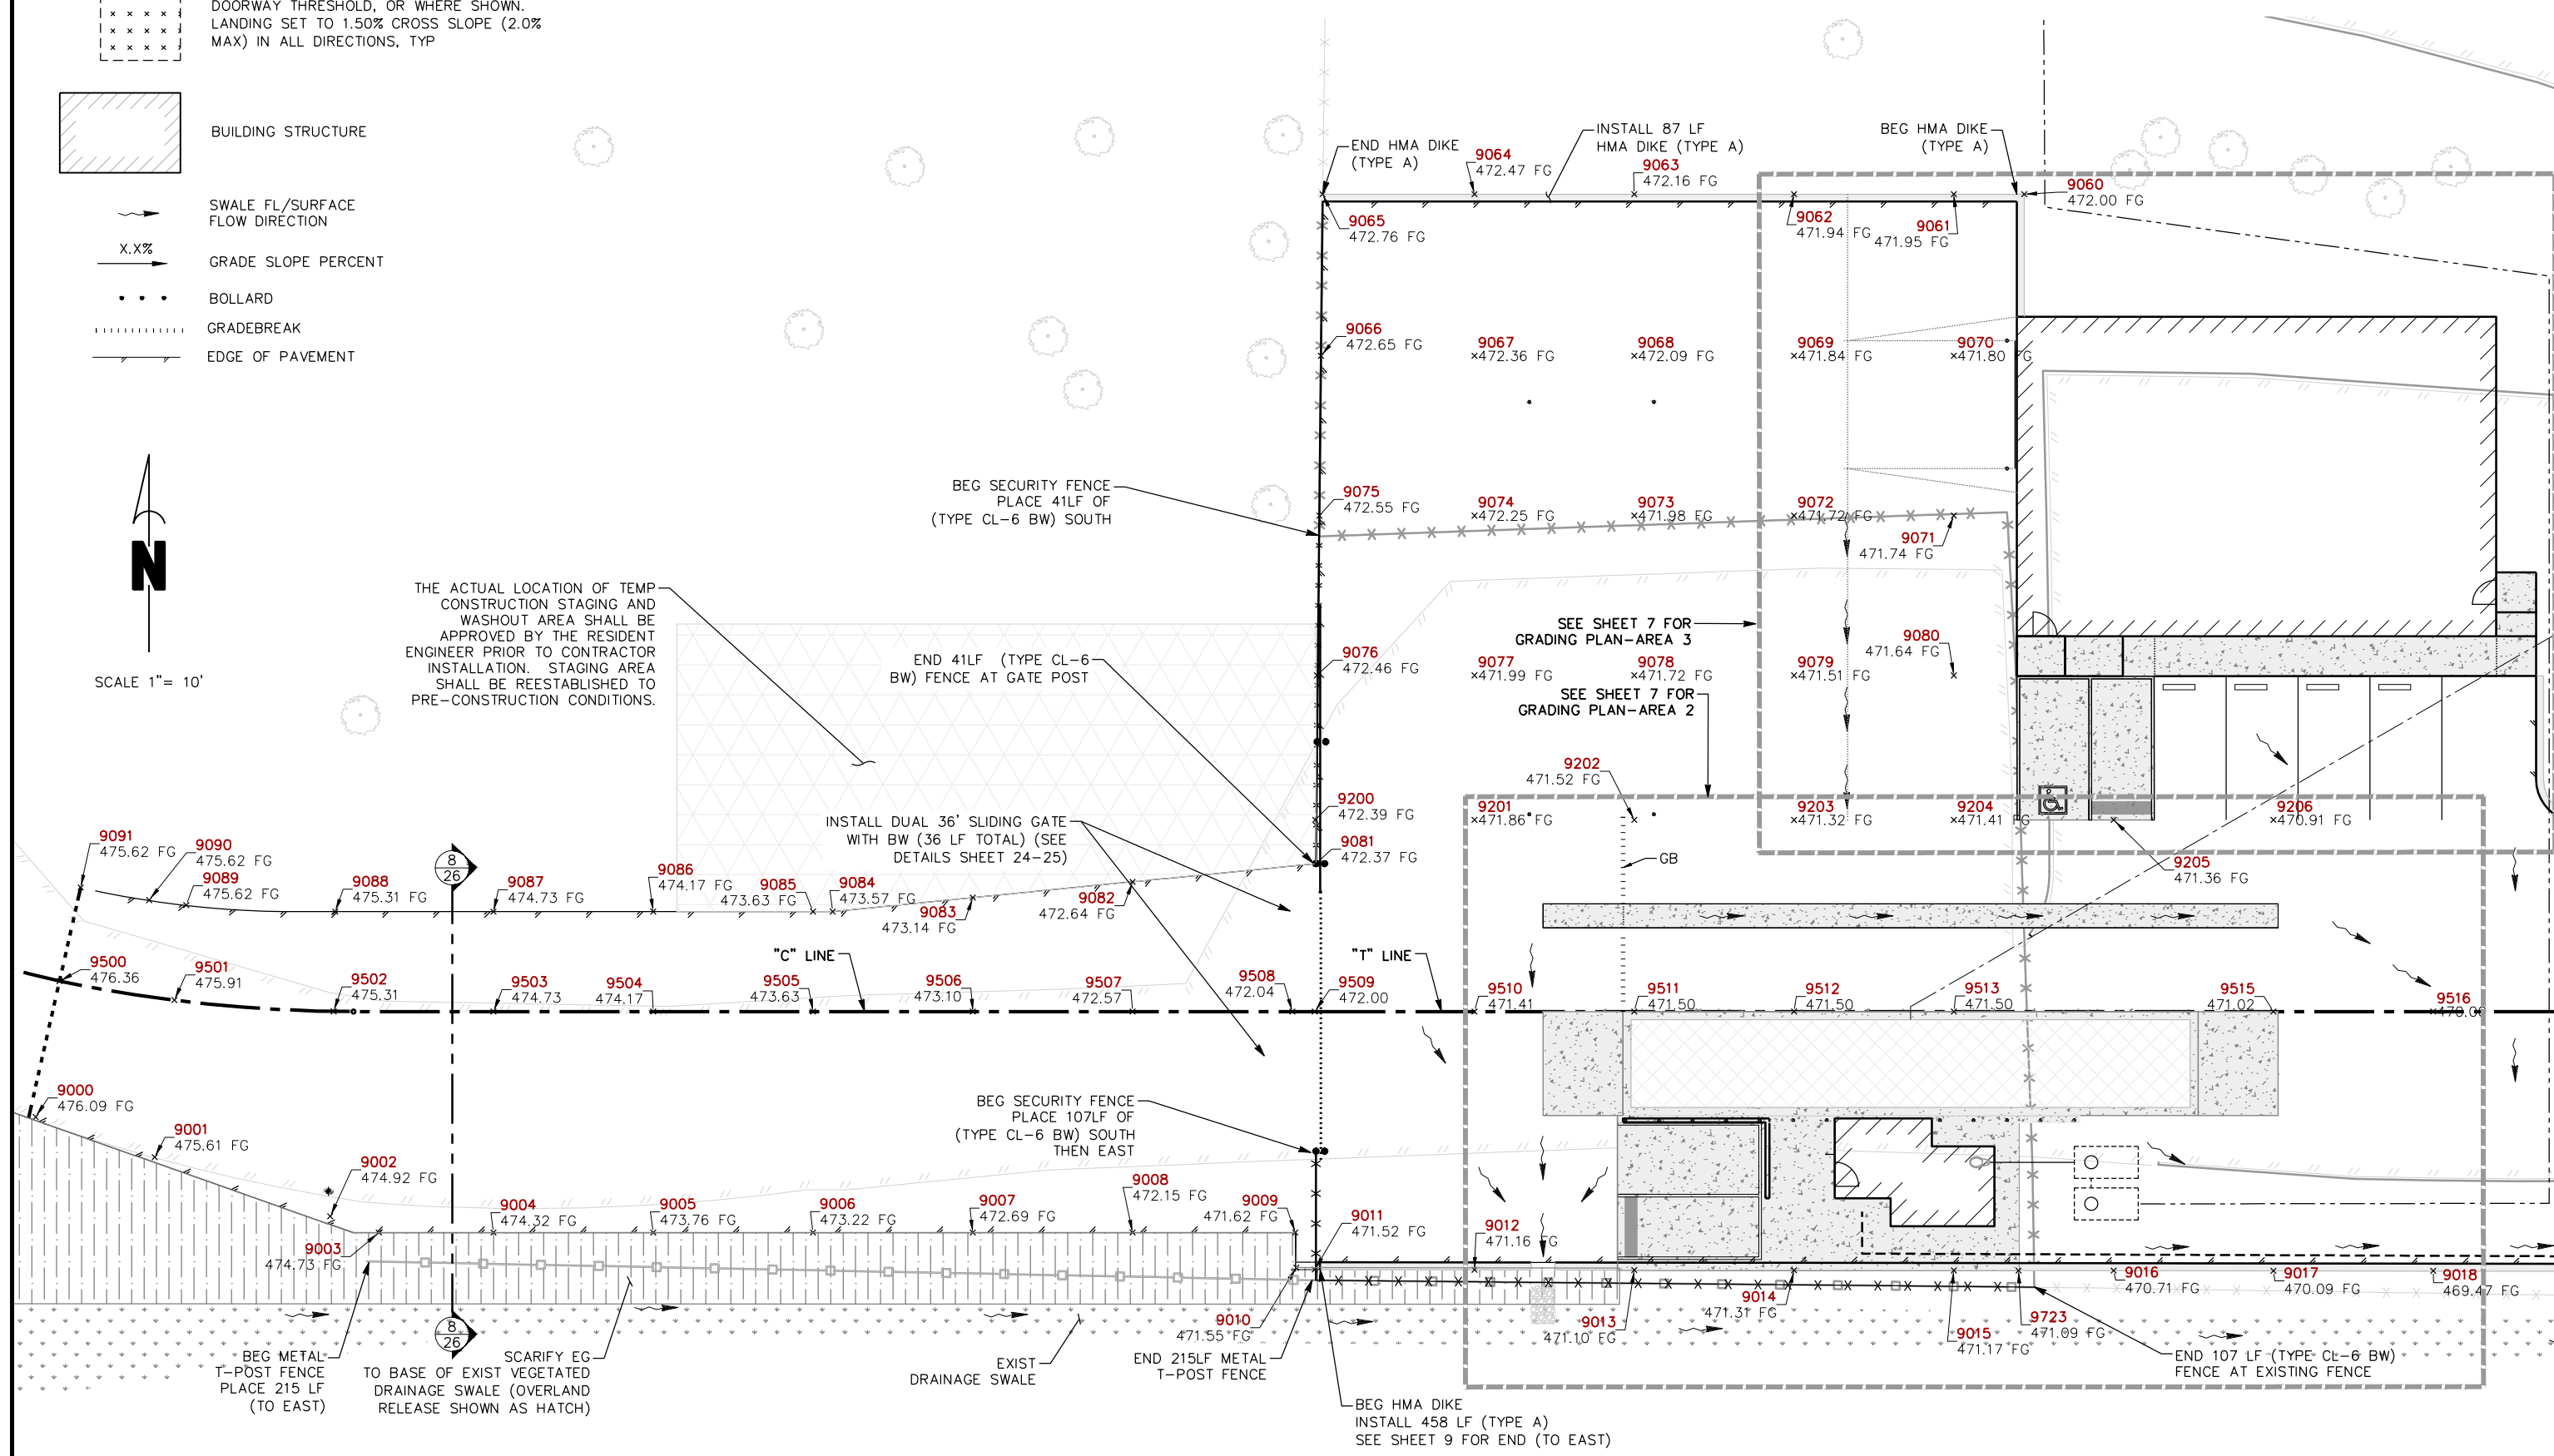 DOORWAY THRESHOLD, OR WHERE SHOWN.
LANDING SET TO 1.50% CROSS SLOPE (2.0%
MAX) IN ALL DIRECTIONS, TYP
BUILDING STRUCTURE
SWALE FL/SURFACE
FLOW DIRECTION
X.X%
GRADE SLOPE PERCENT
BOLLARD
GRADEBREAK
EDGE OF PAVEMENT
N
SCALE 1"= 10'
END HMA DIKE
(TYPE A)
9064
472.47 FG
INSTALL 87 LF
HMA DIKE (TYPE A)
9063
472.16 FG
BEG HMA DIKE
(TYPE A)
9060
472.00 FG
9065
472.76 FG
9062
471.94 FG
9061
471.95 FG
9066
472.65 FG
9067
472.36 FG
9068
472.09 FG
9069
471.84 FG
9070
471.80 FG
BEG SECURITY FENCE
PLACE 41LF OF
(TYPE CL-6 BW) SOUTH
9075
472.55 FG
9074
472.25 FG
9073
471.98 FG
9072
471.72 FG
9071
471.74 FG
THE ACTUAL LOCATION OF TEMP
CONSTRUCTION STAGING AND
WASHOUT AREA SHALL BE
APPROVED BY THE RESIDENT
ENGINEER PRIOR TO CONTRACTOR
INSTALLATION. STAGING AREA
SHALL BE REESTABLISHED TO
PRE-CONSTRUCTION CONDITIONS.
END 41LF (TYPE CL-6
BW) FENCE AT GATE POST
SEE SHEET 7 FOR
GRADING PLAN-AREA 3
9076
472.46 FG
9077
471.99 FG
9078
471.72 FG
9079
471.51 FG
9080
471.64 FG
SEE SHEET 7 FOR
GRADING PLAN-AREA 2
INSTALL DUAL 36' SLIDING GATE
WITH BW (36 LF TOTAL) (SEE
DETAILS SHEET 24-25)
9202
471.52 FG
9200
472.39 FG
9201
471.86 FG
9203
471.32 FG
9204
471.41 FG
9206
470.91 FG
9081
472.37 FG
GB
9205
471.36 FG
9091
475.62 FG
9090
475.62 FG
9089
475.62 FG
8
26
9088
475.31 FG
9087
474.73 FG
9086
474.17 FG
9085
473.63 FG
9084
473.57 FG
9083
473.14 FG
9082
472.64 FG
"C" LINE
"T" LINE
9500
476.36
9501
475.91
9502
475.31
9503
474.73
9504
474.17
9505
473.63
9506
473.10
9507
472.57
9508
472.04
9509
472.00
9510
471.41
9511
471.50
9512
471.50
9513
471.50
9515
471.02
9516
9000
476.09 FG
9001
475.61 FG
9002
474.92 FG
BEG SECURITY FENCE
PLACE 107LF OF
(TYPE CL-6 BW) SOUTH
THEN EAST
9003
474.73 FG
9004
474.32 FG
9005
473.76 FG
9006
473.22 FG
9007
472.69 FG
9008
472.15 FG
9009
471.62 FG
9011
471.52 FG
9012
471.16 FG
9010
471.55 FG
9013
471.10 FG
9014
471.31 FG
9015
471.17 FG
9723
471.09 FG
9016
470.71 FG
9017
470.09 FG
9018
469.47 FG
8
26
BEG METAL
T-POST FENCE
PLACE 215 LF
(TO EAST)
SCARIFY EG
TO BASE OF EXIST VEGETATED
DRAINAGE SWALE (OVERLAND
RELEASE SHOWN AS HATCH)
EXIST
DRAINAGE SWALE
END 215LF METAL
T-POST FENCE
BEG HMA DIKE
INSTALL 458 LF (TYPE A)
SEE SHEET 9 FOR END (TO EAST)
END 107 LF (TYPE CL-6 BW)
FENCE AT EXISTING FENCE